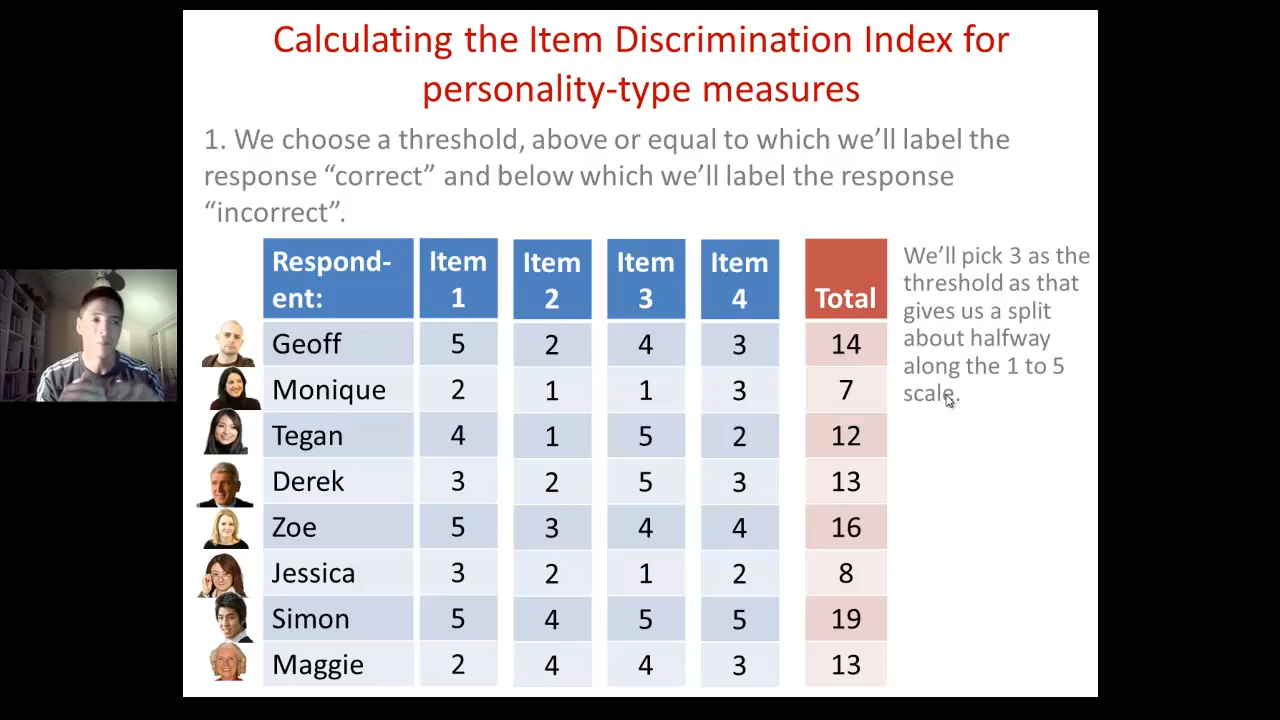 Calculating the Item Discrimination Index for
personality-type measures
1. We choose a threshold, above or equal to which we’ll label the
response “correct” and below which we’ll label the response
“incorrect”.
Respond-
ent:
Item
1
Item
2
Item
3
Item
4
Total
Geoff 5 2 4 3 14
Monique 2 1 1 3 7
Tegan 4 1 5 2 12
Derek 3 2 5 3 13
Zoe 5 3 4 4 16
Jessica 3 2 1 2 8
Simon 5 4 5 5 19
Maggie 2 4 4 3 13
We’ll pick 3 as the
threshold as that
gives us a split
about halfway
along the 1 to 5
scale.